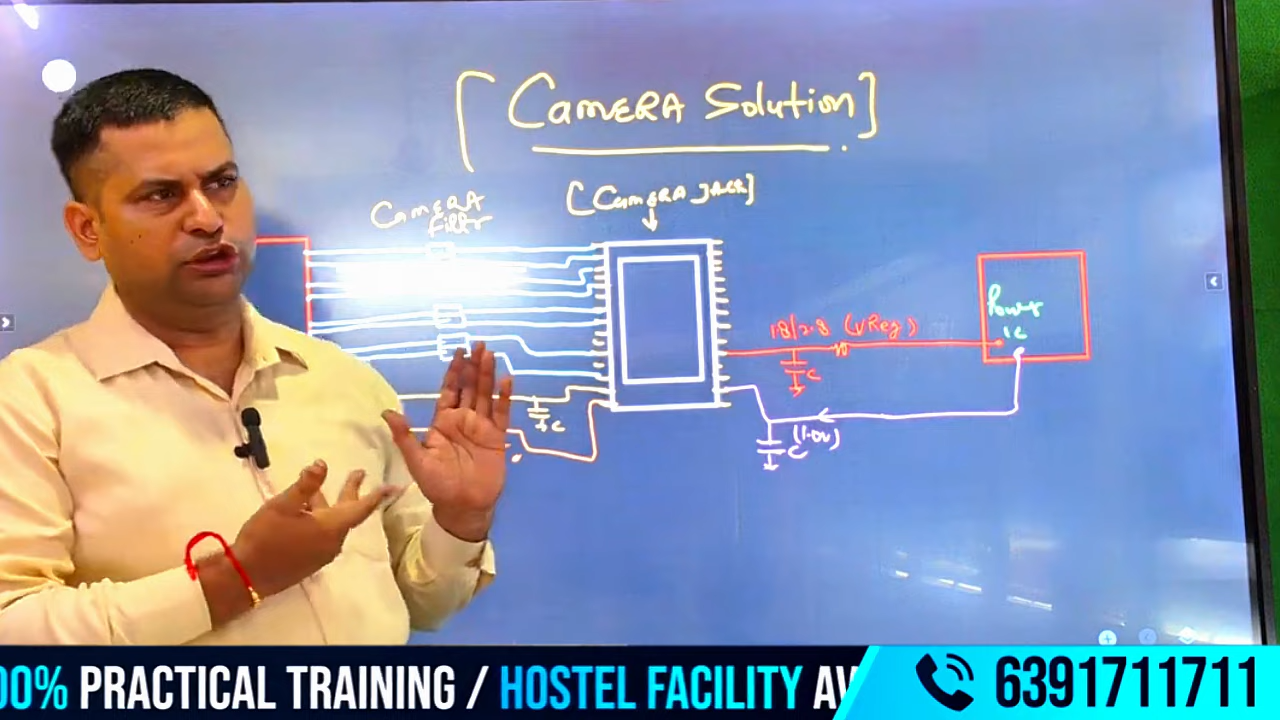 [CAMERA Solution]
CAMERA
filtr
[CAMERA JACK]
1.8/2.8 (VReg)
Power
IC
C
C
(1.0v)
C
00% PRACTICAL TRAINING / HOSTEL FACILITY AV
6391711711